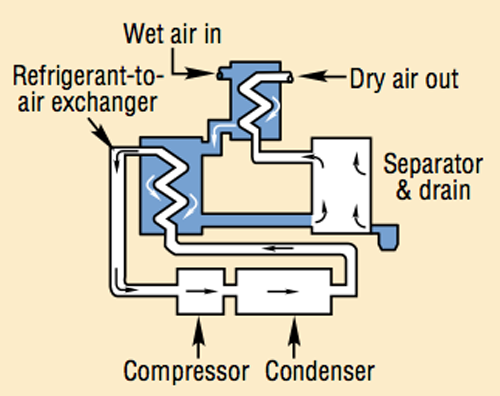 Wet air in
Refrigerant-to-
air exchanger
Dry air out
Separator
& drain
Compressor
Condenser